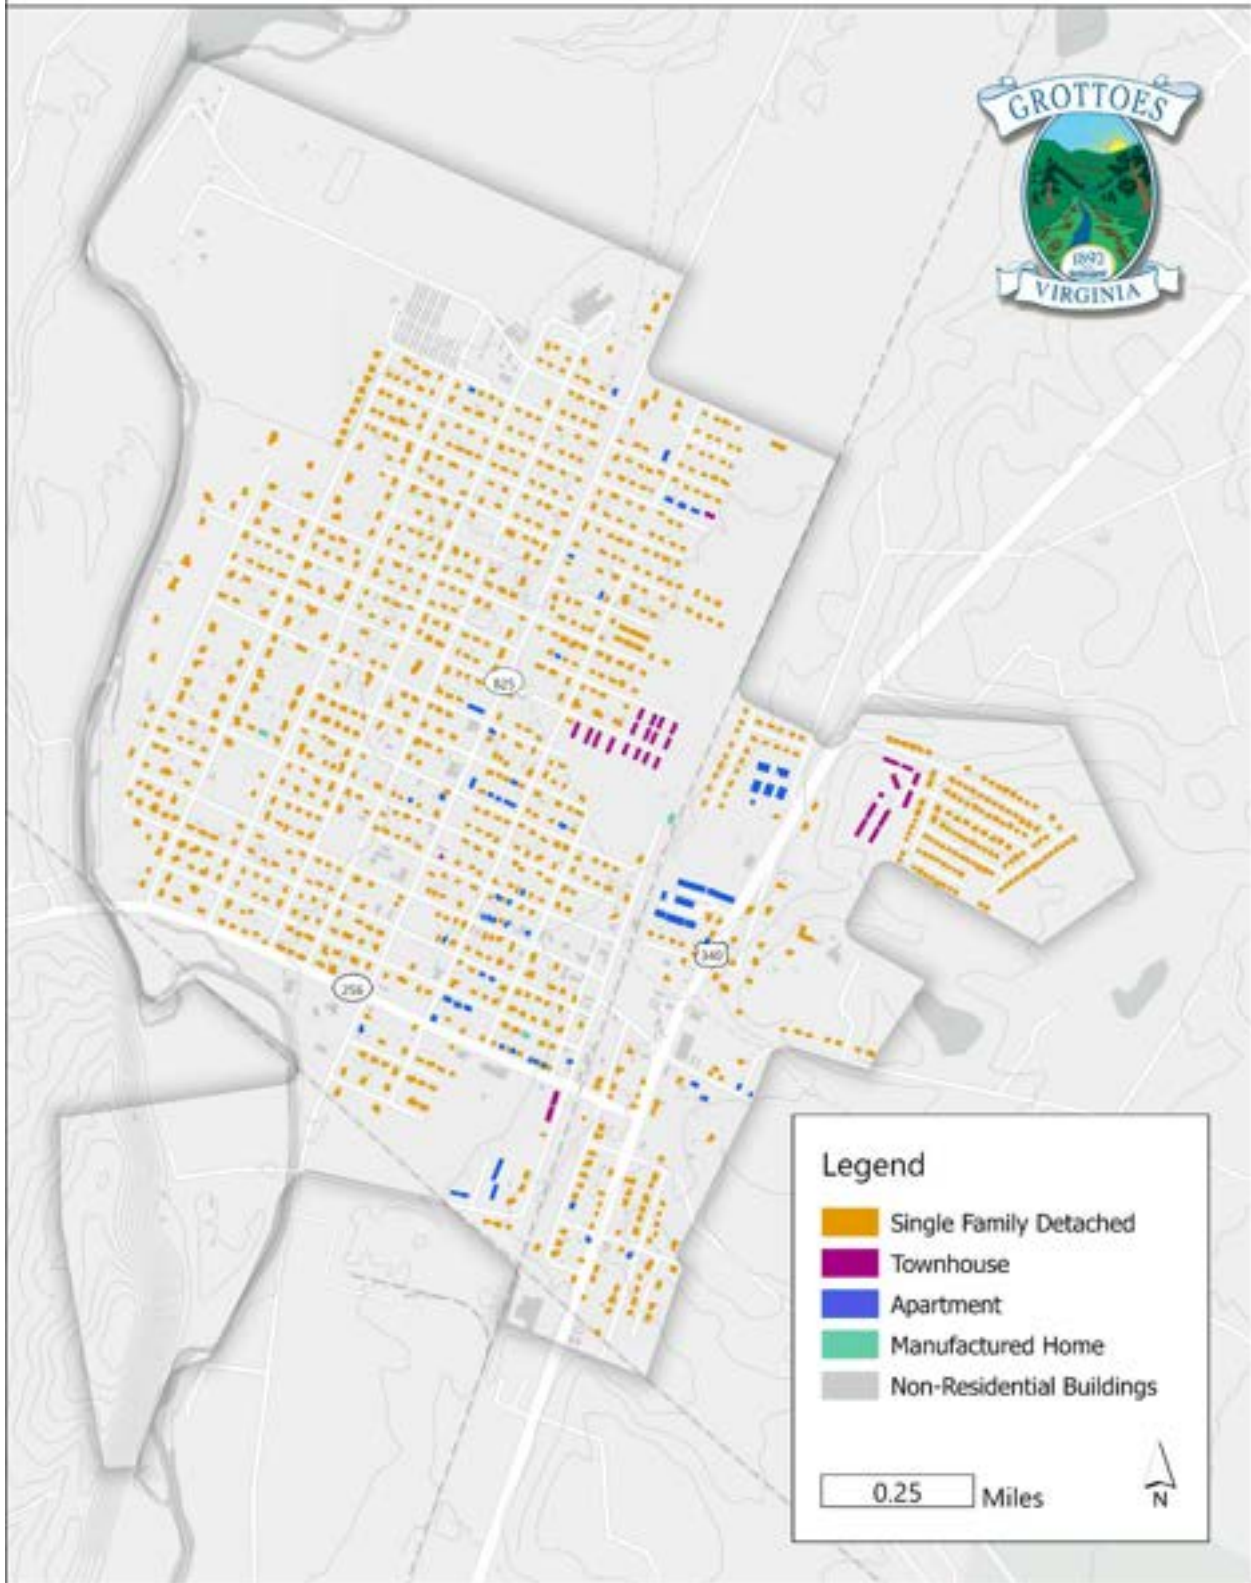 GROTTOES
1892
VIRGINIA
825
340
256
Legend
Single Family Detached
Townhouse
Apartment
Manufactured Home
Non-Residential Buildings
0.25 Miles
N